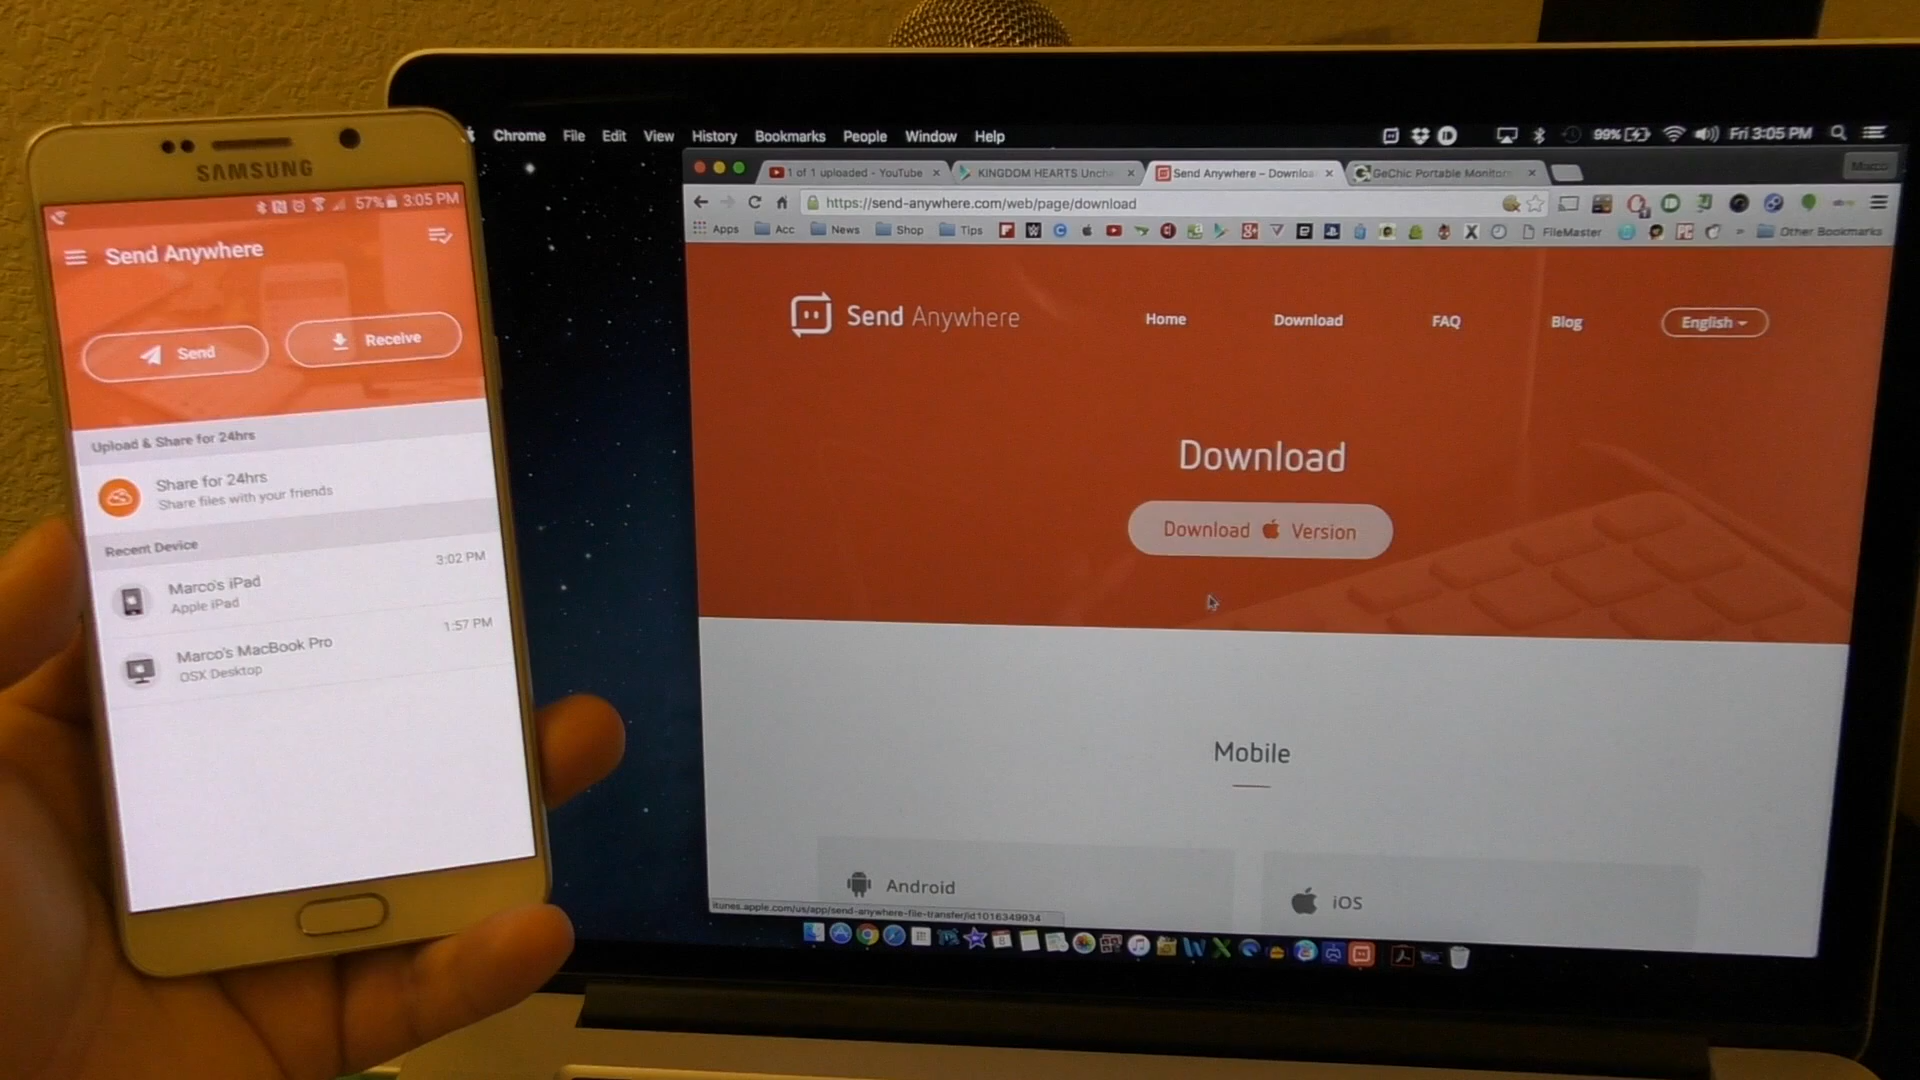 SAMSUNG
57% 3:05 PM
Send Anywhere
Send
Receive
Upload & Share for 24hrs
Share for 24hrs
Share files with your friends
Recent Device
3:02 PM
Marco's iPad
Apple iPad
1:57 PM
Marco's MacBook Pro
OSX Desktop
Chrome File Edit View History Bookmarks People Window Help
99% Fri 3:05 PM
1 of 1 uploaded - YouTube
KINGDOM HEARTS Uncha
Send Anywhere – Downloa
GeChic Portable Monitors
Marco
https://send-anywhere.com/web/page/download
Apps Acc News Shop Tips FileMaster » Other Bookmarks
Send Anywhere
Home Download FAQ Blog English
Download
Download Version
Mobile
Android
iOS
itunes.apple.com/us/app/send-anywhere-file-transfer/id1016349934